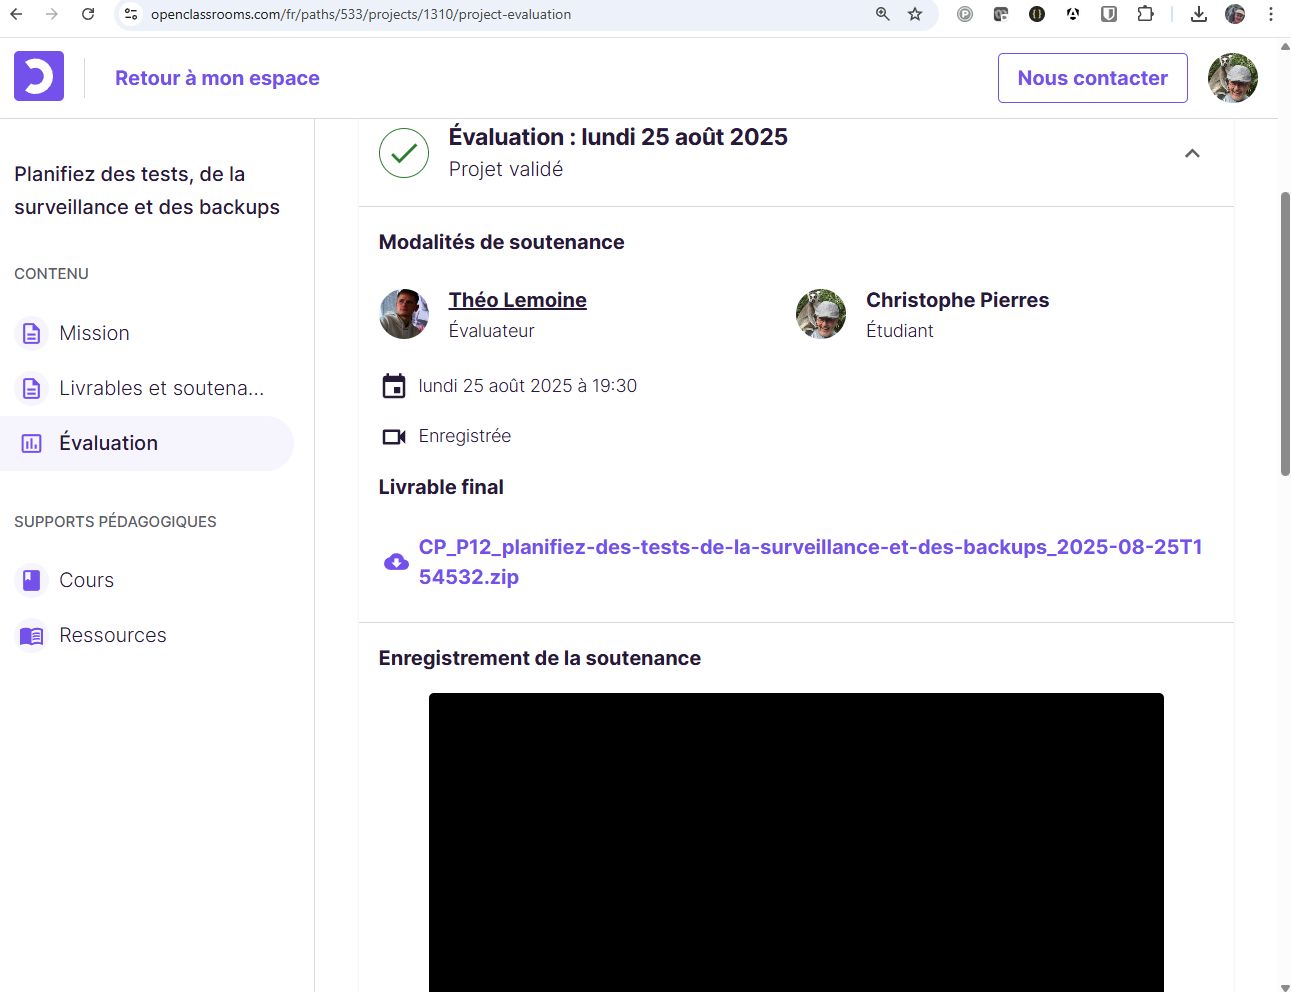 openclassrooms.com/fr/paths/533/projects/1310/project-evaluation
Retour à mon espace
Nous contacter
Planifiez des tests, de la
surveillance et des backups
CONTENU
Mission
Livrables et soutena...
Évaluation
SUPPORTS PÉDAGOGIQUES
Cours
Ressources
Évaluation : lundi 25 août 2025
Projet validé
Modalités de soutenance
Théo Lemoine
Évaluateur
Christophe Pierres
Étudiant
lundi 25 août 2025 à 19:30
Enregistrée
Livrable final
CP_P12_planifiez-des-tests-de-la-surveillance-et-des-backups_2025-08-25T1
54532.zip
Enregistrement de la soutenance